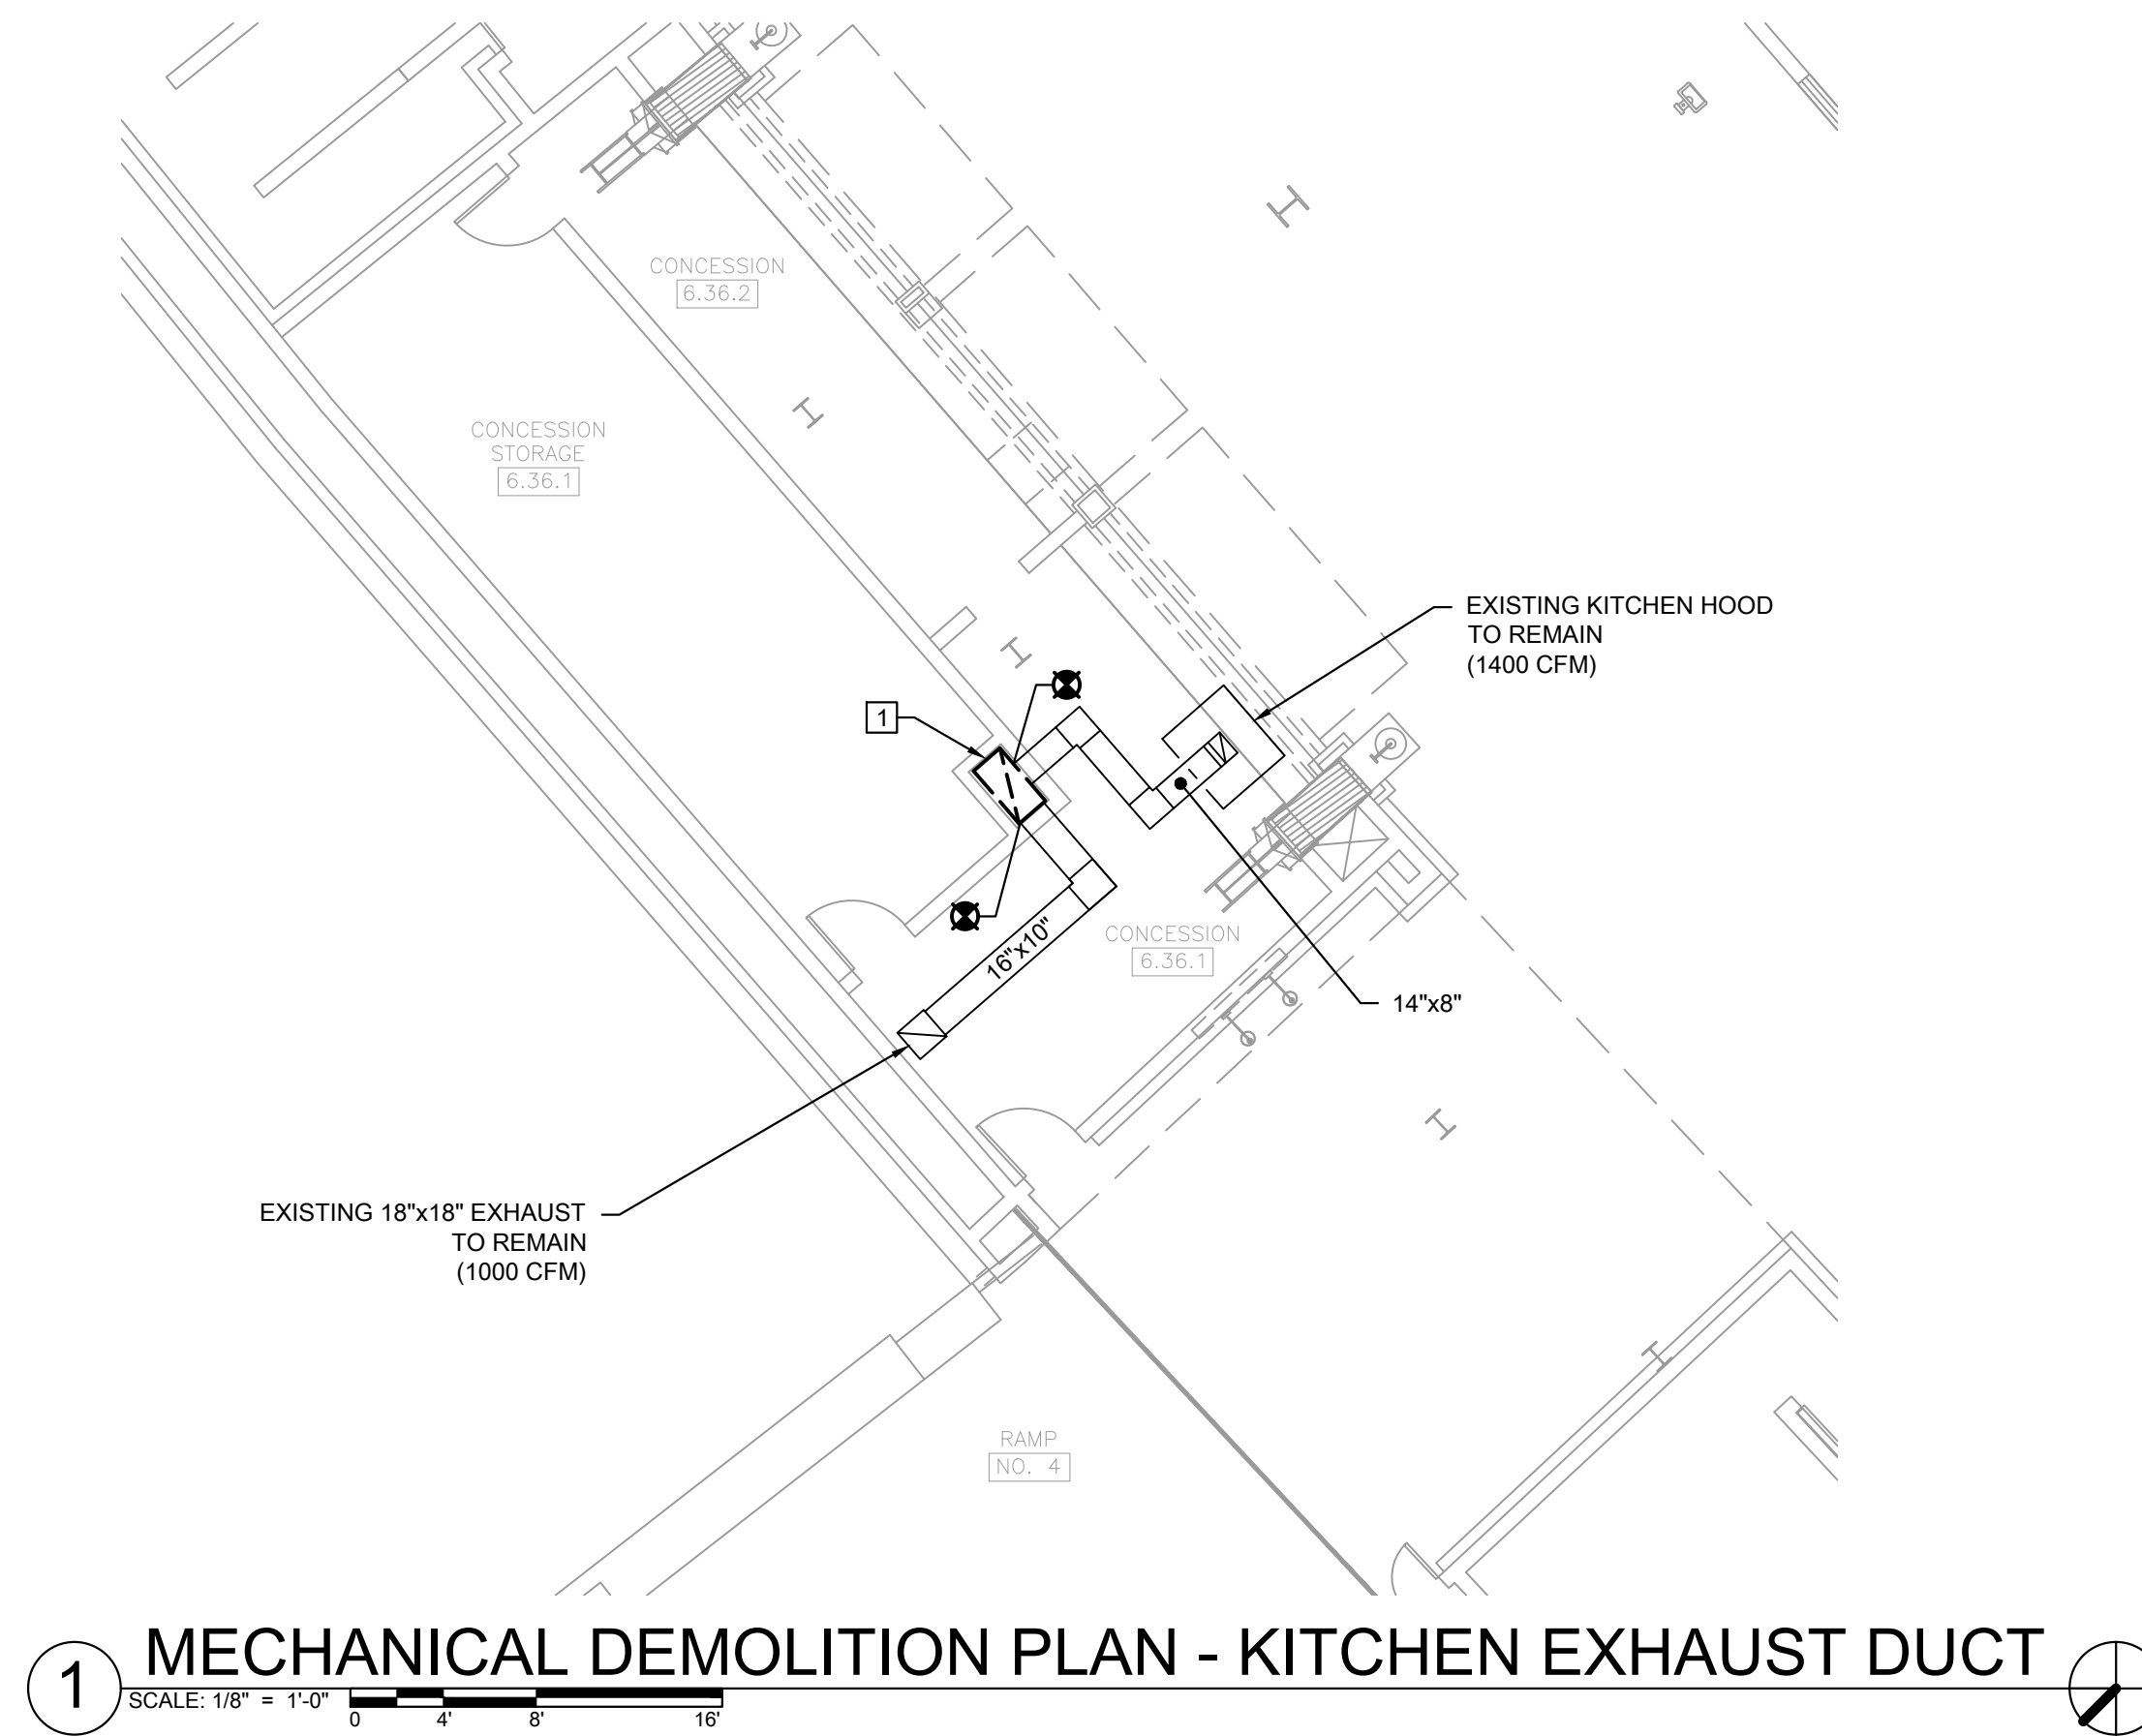 CONCESSION
6.36.2
CONCESSION
STORAGE
6.36.1
EXISTING KITCHEN HOOD
TO REMAIN
(1400 CFM)
1
16"x10"
CONCESSION
6.36.1
14"x8"
EXISTING 18"x18" EXHAUST
TO REMAIN
(1000 CFM)
RAMP
NO. 4
1
MECHANICAL DEMOLITION PLAN - KITCHEN EXHAUST DUCT
SCALE: 1/8" = 1'-0"
0 4' 8' 16'